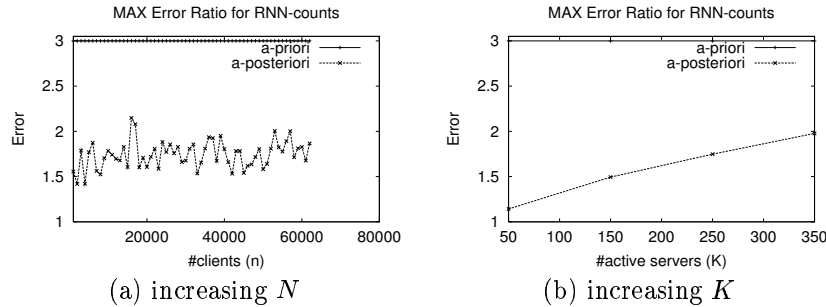 MAX Error Ratio for RNN-counts
3
2.5
2
1.5
1
Error
a-priori
a-posteriori
20000 40000 60000 80000
#clients (n)
(a) increasing N
MAX Error Ratio for RNN-counts
3
2.5
2
1.5
1
Error
a-priori
a-posteriori
50 100 150 200 250 300 350
#active servers (K)
(b) increasing K